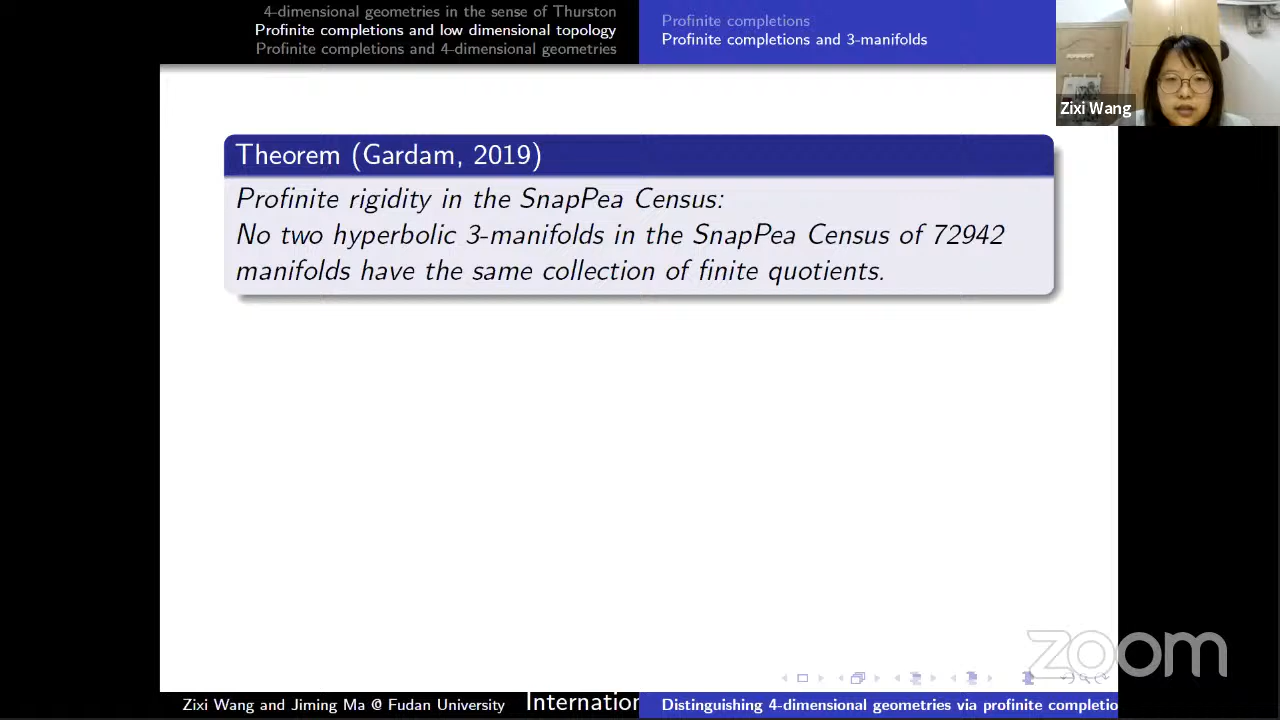 4-dimensional geometries in the sense of Thurston
Profinite completions and low dimensional topology
Profinite completions and 4-dimensional geometries
Profinite completions
Profinite completions and 3-manifolds
Zixi Wang
Theorem (Gardam, 2019)
Profinite rigidity in the SnapPea Census:
No two hyperbolic 3-manifolds in the SnapPea Census of 72942
manifolds have the same collection of finite quotients.
zoom
Zixi Wang and Jiming Ma @ Fudan University
Internation
Distinguishing 4-dimensional geometries via profinite completio